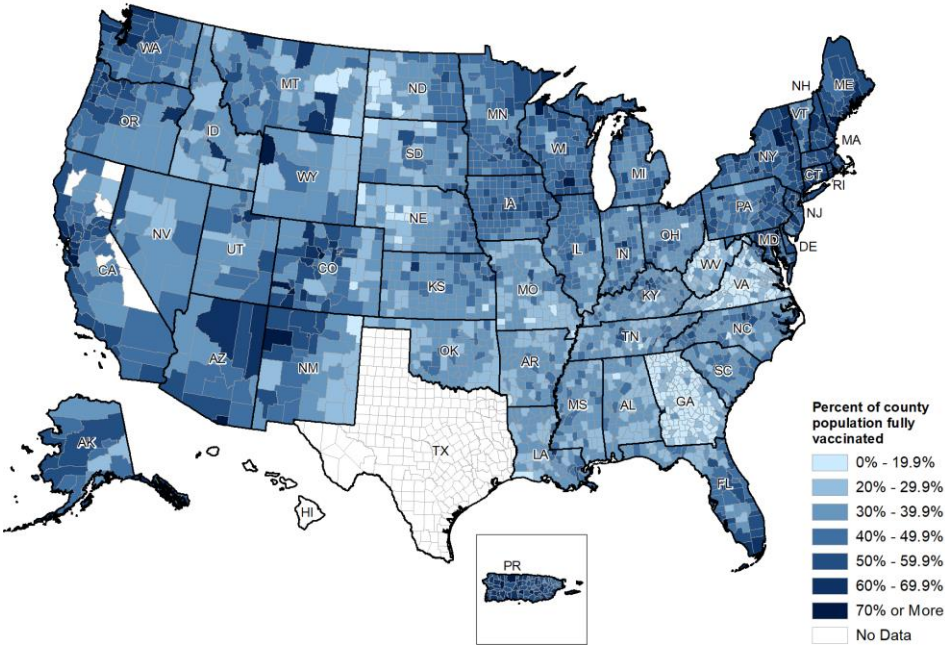 WA
MT
ND
MN
OR
ID
SD
WI
MI
NH
VT
ME
NY
MA
CT
RI
WY
NE
IA
PA
NJ
NV
UT
CO
IL
IN
OH
MD
DE
CA
KS
MO
WV
VA
KY
AZ
NM
OK
AR
TN
NC
SC
MS
AL
GA
TX
LA
FL
AK
HI
PR
Percent of county
population fully
vaccinated
0% - 19.9%
20% - 29.9%
30% - 39.9%
40% - 49.9%
50% - 59.9%
60% - 69.9%
70% or More
No Data